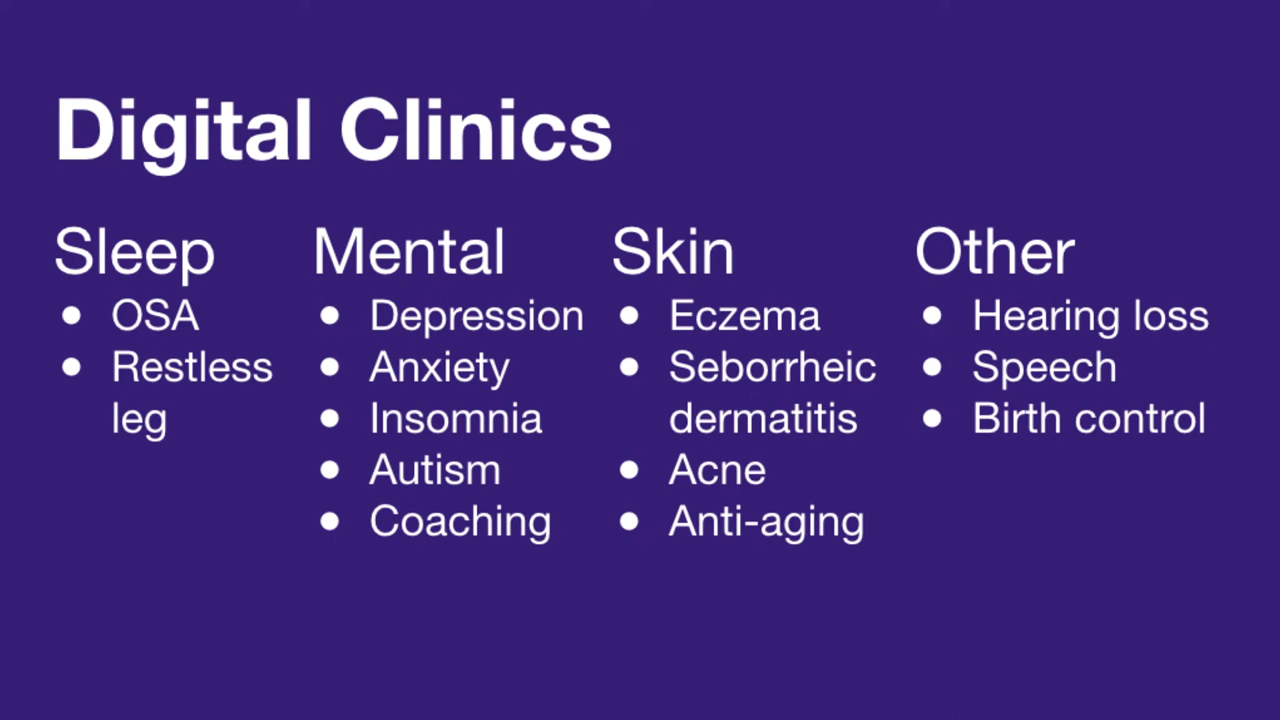 Digital Clinics
Sleep
● OSA
● Restless
leg
Mental
● Depression
● Anxiety
● Insomnia
● Autism
● Coaching
Skin
● Eczema
● Seborrheic
dermatitis
● Acne
● Anti-aging
Other
● Hearing loss
● Speech
● Birth control